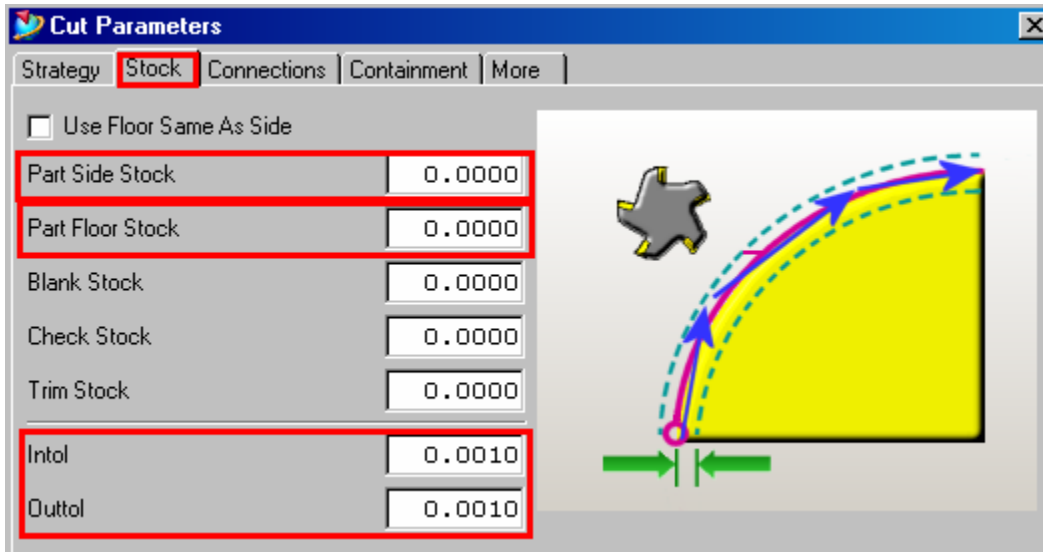 Cut Parameters
Strategy Stock Connections Containment More
Use Floor Same As Side
Part Side Stock 0.0000
Part Floor Stock 0.0000
Blank Stock 0.0000
Check Stock 0.0000
Trim Stock 0.0000
Intol 0.0010
Outtol 0.0010